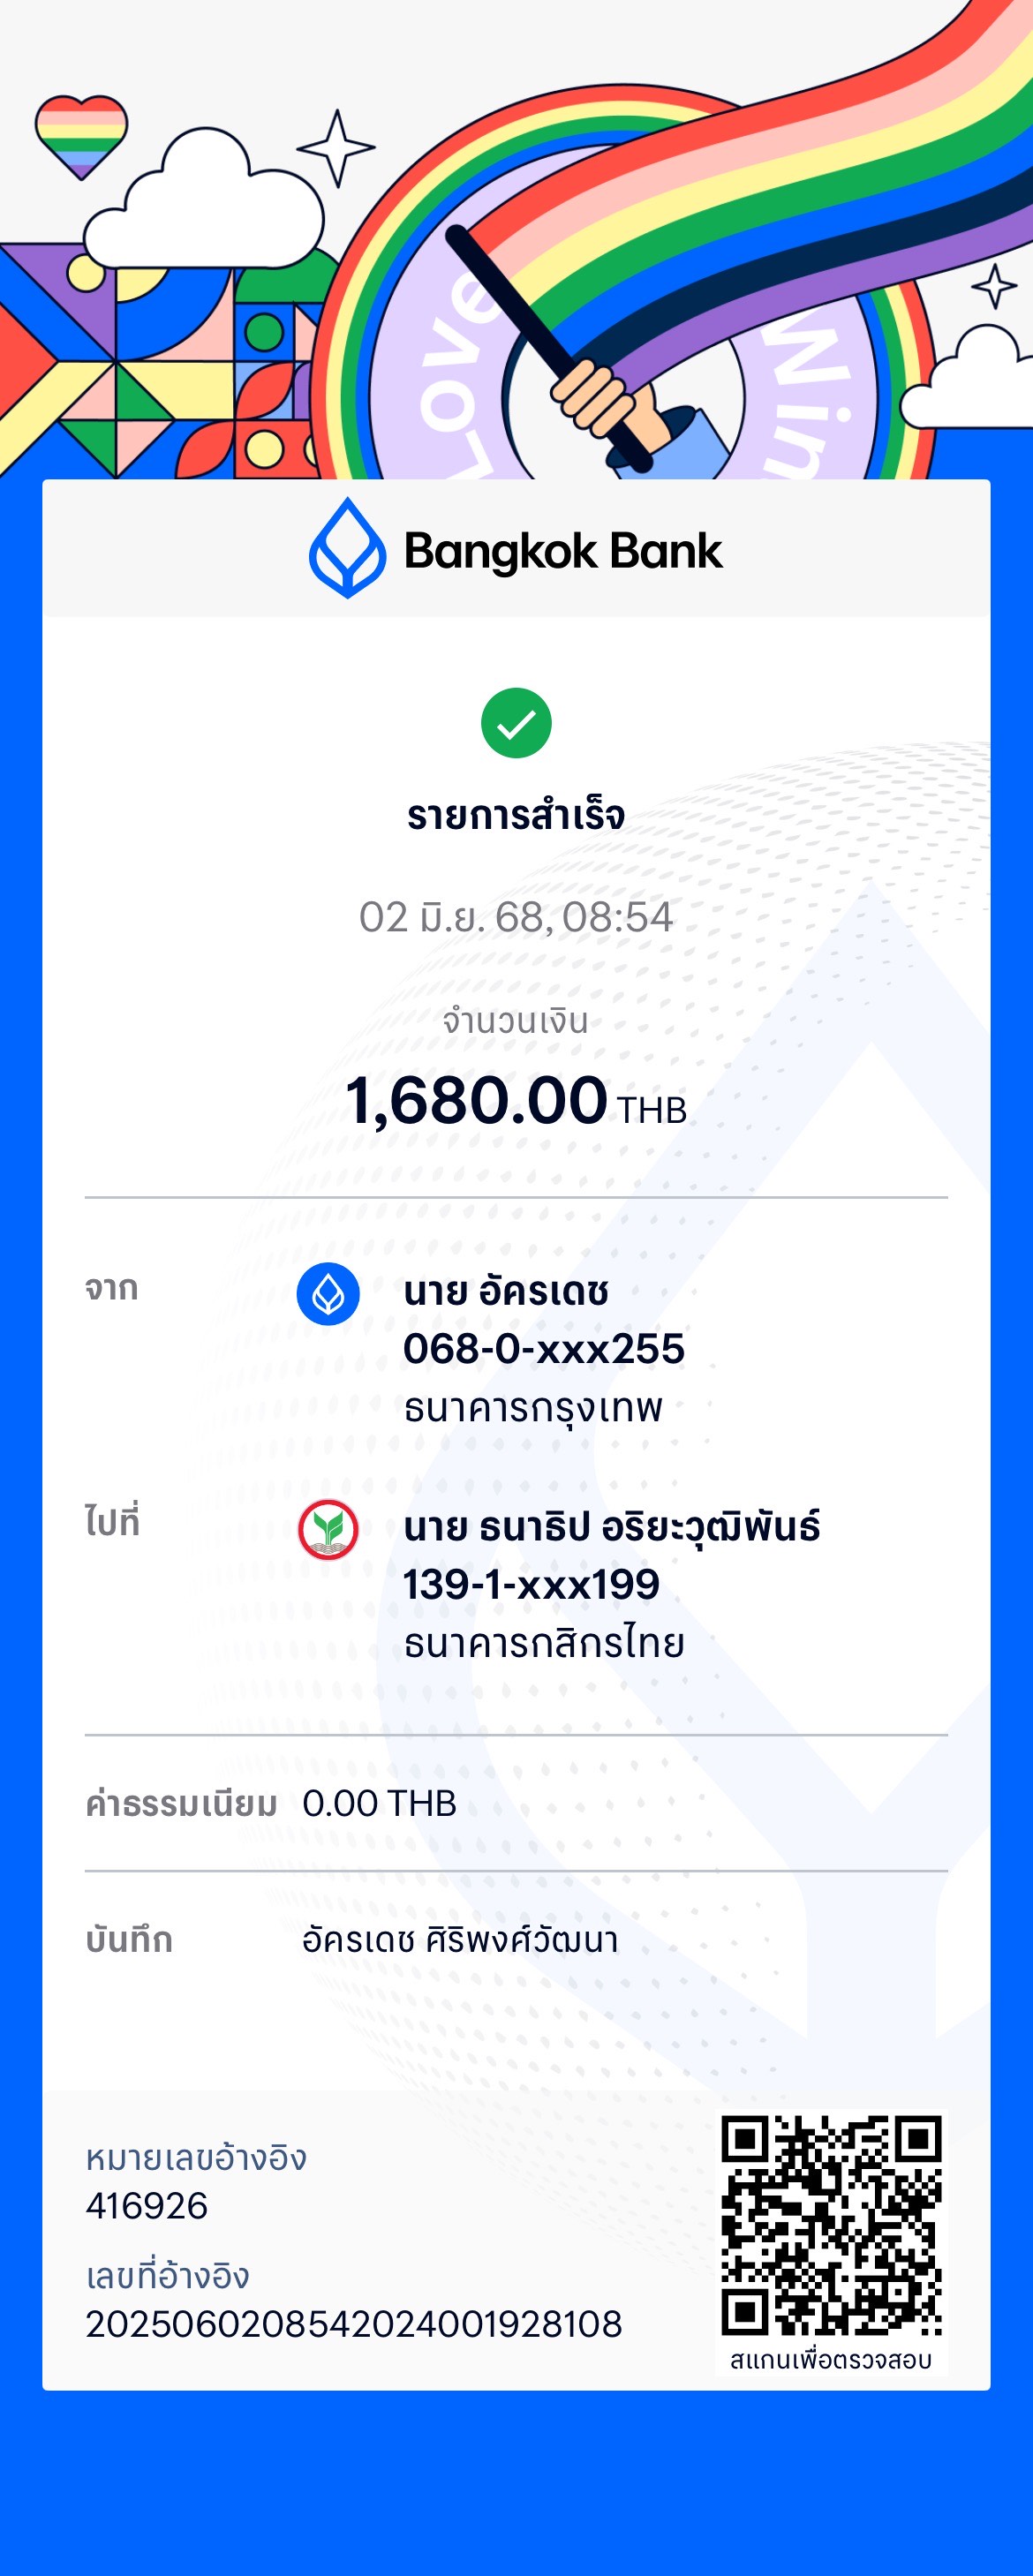 Love Win
Bangkok Bank
รายการสำเร็จ
02 มิ.ย. 68, 08:54
จำนวนเงิน
1,680.00 THB
จาก
นาย อัครเดช
068-0-xxx255
ธนาคารกรุงเทพ
ไปที่
นาย ธนาธิป อริยะวุฒิพันธ์
139-1-xxx199
ธนาคารกสิกรไทย
ค่าธรรมเนียม 0.00 THB
บันทึก อัครเดช ศิริพงศ์วัฒนา
หมายเลขอ้างอิง
416926
เลขที่อ้างอิง
2025060208542024001928108
สแกนเพื่อตรวจสอบ